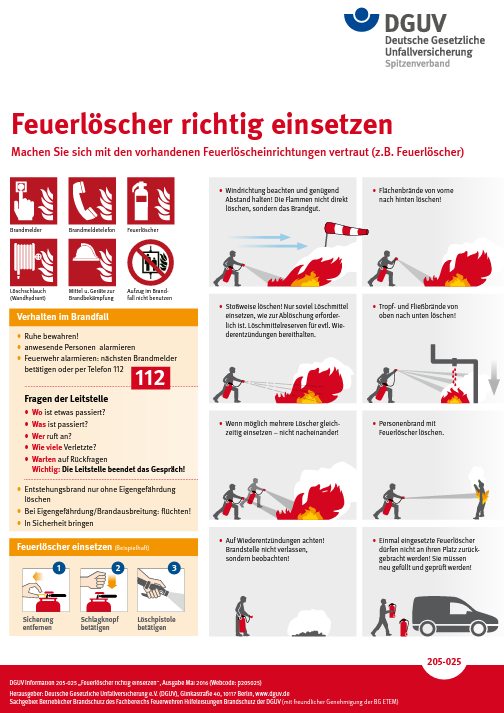 DGUV
Deutsche Gesetzliche
Unfallversicherung
Spitzenverband
Feuerlöscher richtig einsetzen
Machen Sie sich mit den vorhandenen Feuerlöscheinrichtungen vertraut (z.B. Feuerlöscher)
Brandmelder
Brandmeldetelefon
Feuerlöscher
Löschschlauch
(Wandhydrant)
Mittel u. Geräte zur
Brandbekämpfung
Aufzug im Brand-
fall nicht benutzen
Verhalten im Brandfall
• Ruhe bewahren!
• anwesende Personen alarmieren
• Feuerwehr alarmieren: nächsten Brandmelder
betätigen oder per Telefon 112
112
Fragen der Leitstelle
• Wo ist etwas passiert?
• Was ist passiert?
• Wer ruft an?
• Wie viele Verletzte?
• Warten auf Rückfragen
Wichtig: Die Leitstelle beendet das Gespräch!
• Entstehungsbrand nur ohne Eigengefährdung
löschen
• Bei Eigengefährdung/Brandausbreitung: flüchten!
• In Sicherheit bringen
Feuerlöscher einsetzen (Beispielhaft)
1
2
3
Sicherung
entfernen
Schlagknopf
betätigen
Löschpistole
betätigen
• Windrichtung beachten und genügend
Abstand halten! Die Flammen nicht direkt
löschen, sondern das Brandgut.
• Flächenbrände von vorne
nach hinten löschen!
• Stoßweise löschen! Nur soviel Löschmittel
einsetzen, wie zur Ablöschung erforder-
lich ist. Löschmittelreserven für evtl. Wie-
derentzündungen bereithalten.
• Tropf- und Fließbrände von
oben nach unten löschen!
• Wenn möglich mehrere Löscher gleich-
zeitig einsetzen – nicht nacheinander!
• Personenbrand mit
Feuerlöscher löschen.
• Auf Wiederentzündungen achten!
Brandstelle nicht verlassen,
sondern beobachten!
• Einmal eingesetzte Feuerlöscher
dürfen nicht an ihren Platz zurück-
gebracht werden! Sie müssen
neu gefüllt und geprüft werden!
205-025
DGUV Information 205-025 „Feuerlöscher richtig einsetzen“, Ausgabe Mai 2016 (Webcode: p205025)
Herausgeber: Deutsche Gesetzliche Unfallversicherung e.V. (DGUV), Glinkastraße 40, 10117 Berlin, www.dguv.de
Sachgebiet Betrieblicher Brandschutz des Fachbereichs Feuerwehren Hilfeleistungen Brandschutz der DGUV (mit freundlicher Genehmigung der BG ETEM)